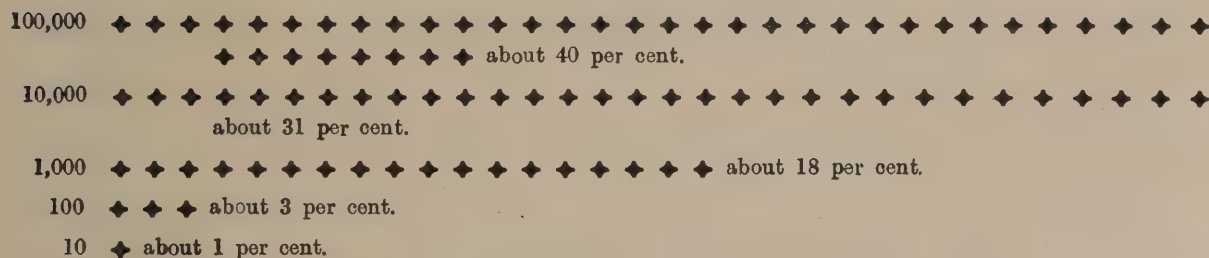 100,000
about 40 per cent.
10,000
about 31 per cent.
1,000 about 18 per cent.
100 about 3 per cent.
10 about 1 per cent.